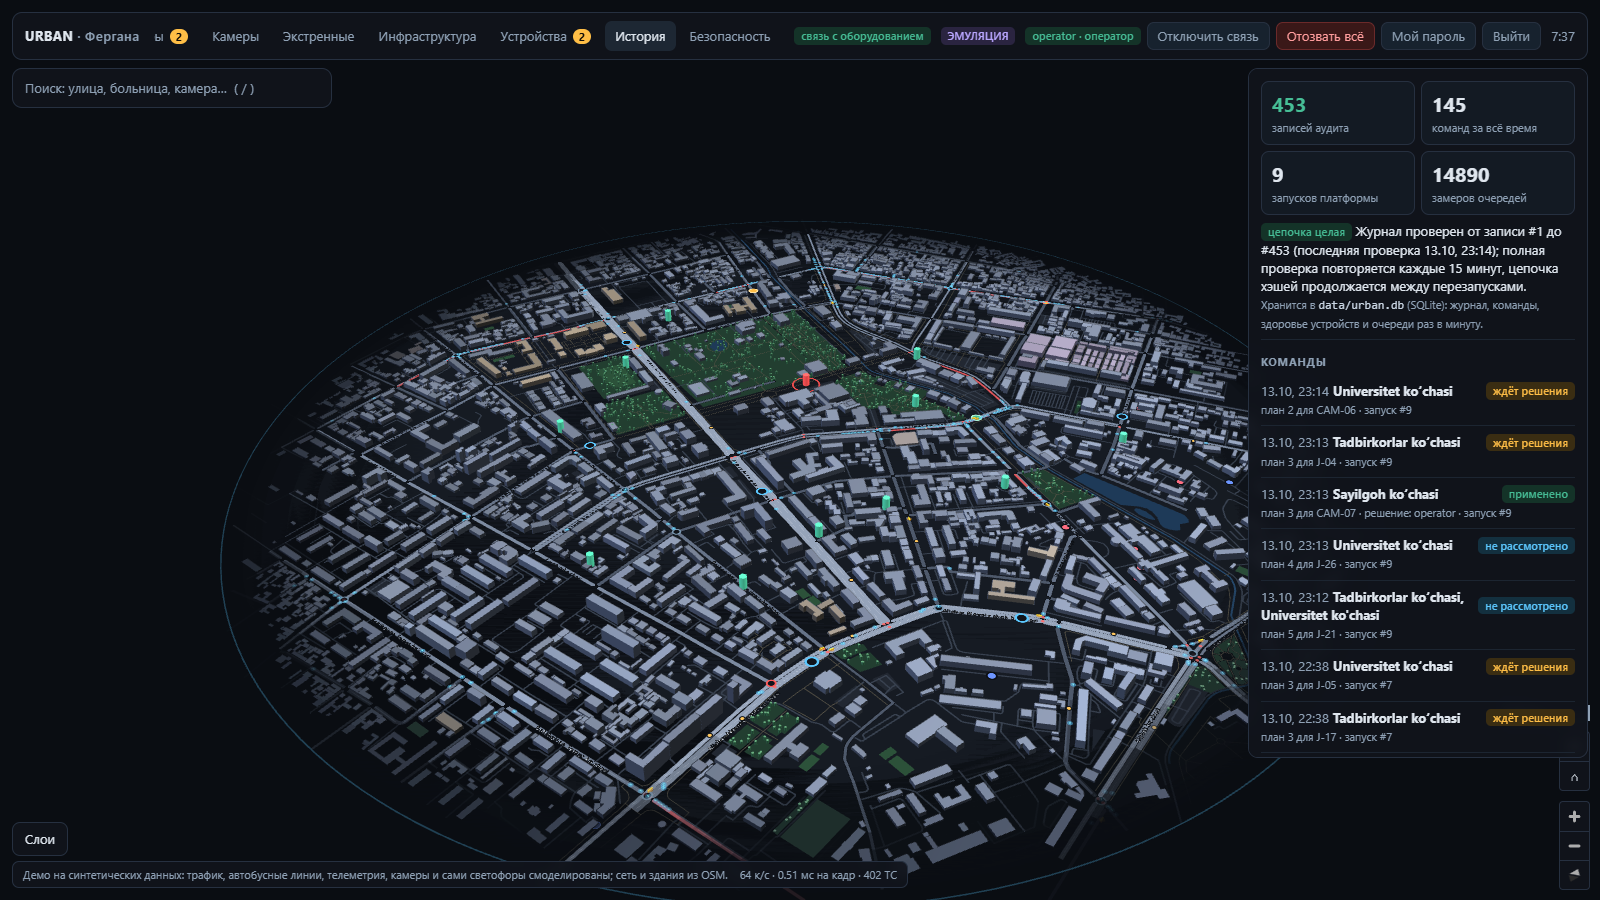 URBAN · Фергана
ы 2
Камеры
Экстренные
Инфраструктура
Устройства 2
История
Безопасность
связь с оборудованием
ЭМУЛЯЦИЯ
operator · оператор
Отключить связь
Отозвать всё
Мой пароль
Выйти
7:37
Поиск: улица, больница, камера... (/)
453
записей аудита
145
команд за всё время
9
запусков платформы
14890
замеров очередей
цепочка целая Журнал проверен от записи #1 до
#453 (последняя проверка 13.10, 23:14); полная
проверка повторяется каждые 15 минут, цепочка
хэшей продолжается между перезапусками.
Хранится в data/urban.db (SQLite): журнал, команды,
здоровье устройств и очереди раз в минуту.
КОМАНДЫ
13.10, 23:14 Universitet ko‘chasi ждёт решения
план 2 для CAM-06 · запуск #9
13.10, 23:13 Tadbirkorlar ko‘chasi ждёт решения
план 3 для J-04 · запуск #9
13.10, 23:13 Sayilgoh ko‘chasi применено
план 3 для CAM-07 · решение: operator · запуск #9
13.10, 23:13 Universitet ko‘chasi не рассмотрено
план 4 для J-26 · запуск #9
13.10, 23:12 Tadbirkorlar ko‘chasi, не рассмотрено
Universitet ko‘chasi
план 5 для J-21 · запуск #9
13.10, 22:38 Universitet ko‘chasi ждёт решения
план 3 для J-05 · запуск #7
13.10, 22:38 Tadbirkorlar ko‘chasi ждёт решения
план 3 для J-17 · запуск #7
Слои
Демо на синтетических данных: трафик, автобусные линии, телеметрия, камеры и сами светофоры смоделированы; сеть и здания из OSM. 64 к/с · 0.51 мс на кадр · 402 ТС